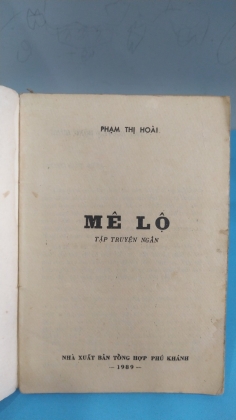 PHẠM THỊ HOÀI
MÊ LỘ
TẬP TRUYỆN NGẮN
NHÀ XUẤT BẢN TỔNG HỢP PHÚ KHÁNH
— 1989 —